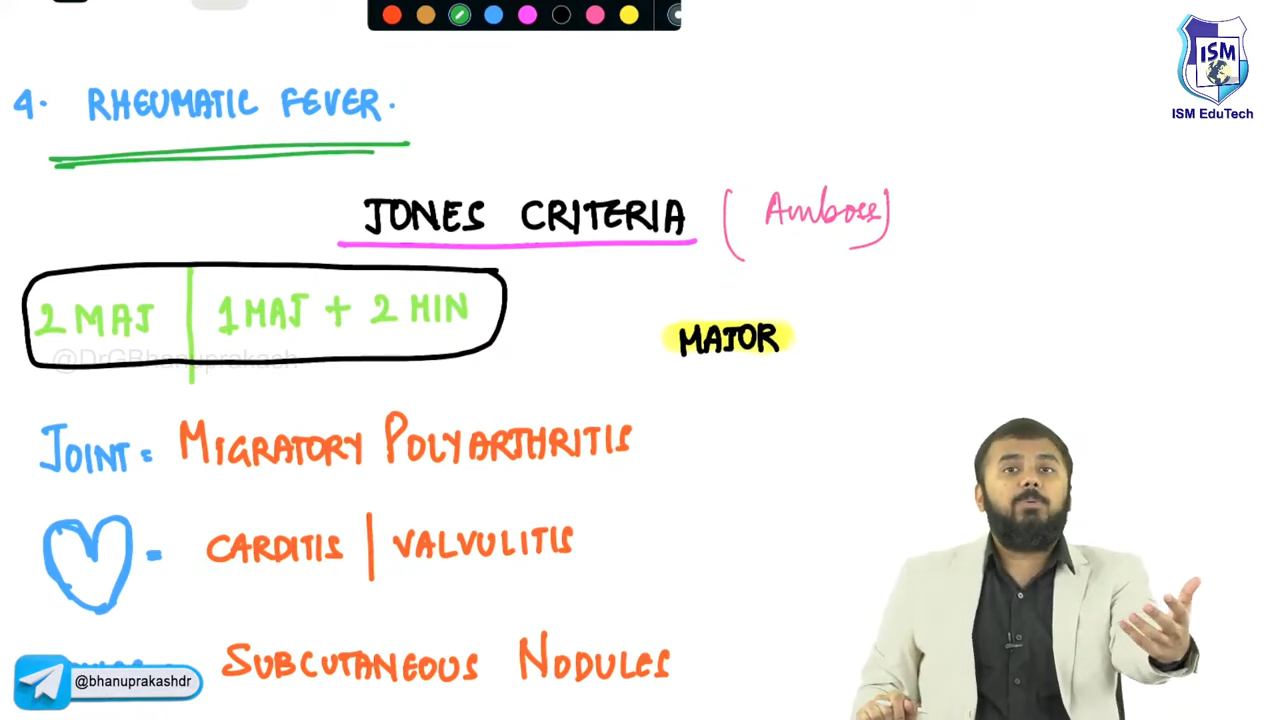 ISM
ISM EduTech
4. RHEUMATIC FEVER.
JONES CRITERIA (Amboss)
2 MAJ | 1 MAJ + 2 MIN
@DrGBhanuprakash
MAJOR
JOINT = MIGRATORY POLYARTHRITIS
= CARDITIS | VALVULITIS
SUBCUTANEOUS NODULES
@bhanuprakashdr